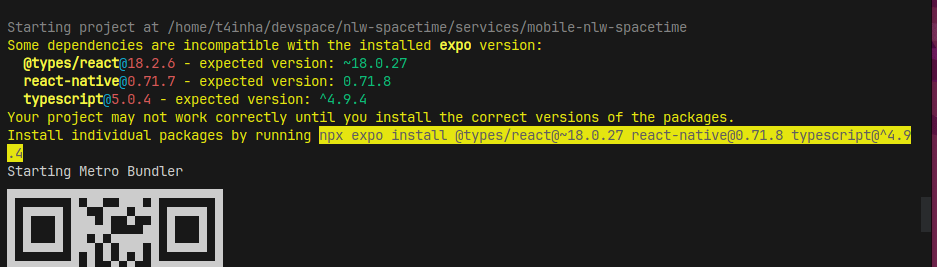 Starting project at /home/t4inha/devspace/nlw-spacetime/services/mobile-nlw-spacetime
Some dependencies are incompatible with the installed expo version:
  @types/react@18.2.6 - expected version: ~18.0.27
  react-native@0.71.7 - expected version: 0.71.8
  typescript@5.0.4 - expected version: ^4.9.4
Your project may not work correctly until you install the correct versions of the packages.
Install individual packages by running npx expo install @types/react@~18.0.27 react-native@0.71.8 typescript@^4.9
.4
Starting Metro Bundler